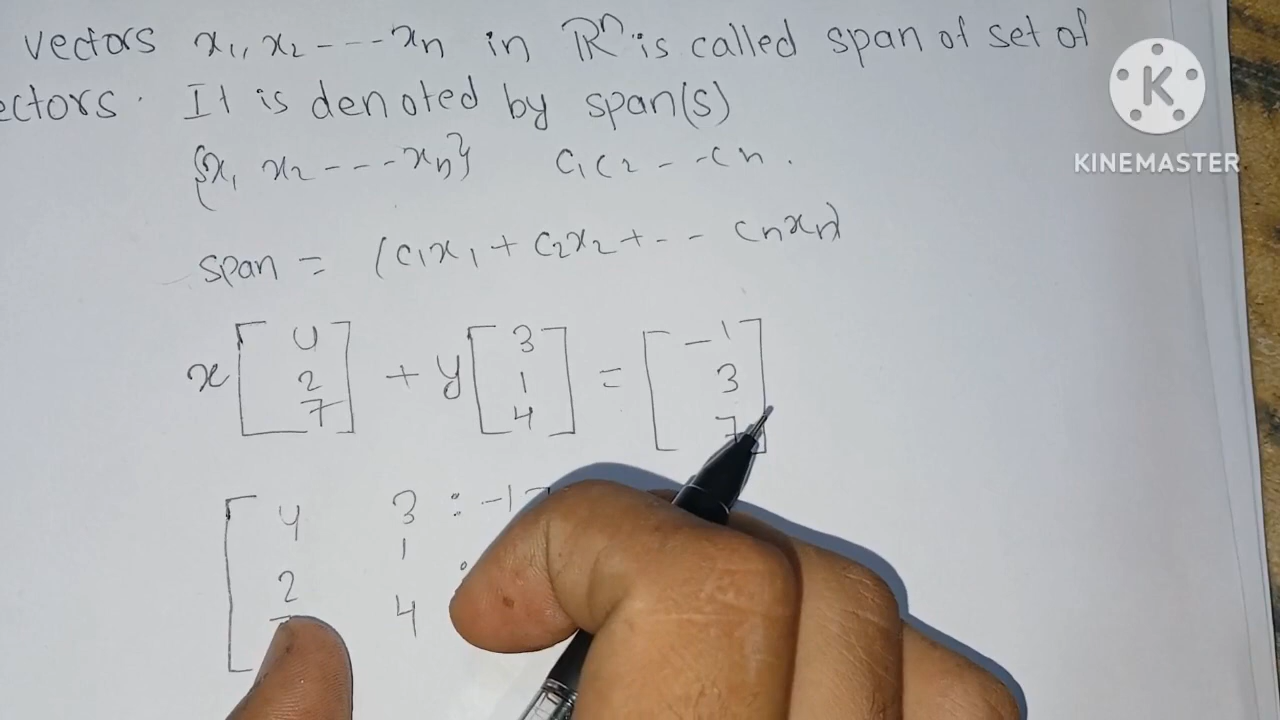 vectors x1, x2 ---- xn in ℝⁿ is called span of set of
ectors. It is denoted by span(s)
{x1 x2 ---- xn} c1 c2 -- cn.
span = (c1x1 + c2x2 + -- cnxn)
x [4 2 7] + y [3 1 4] = [-1 3 7]
[4 3 : -1
2 1 :
4
KINEMASTER